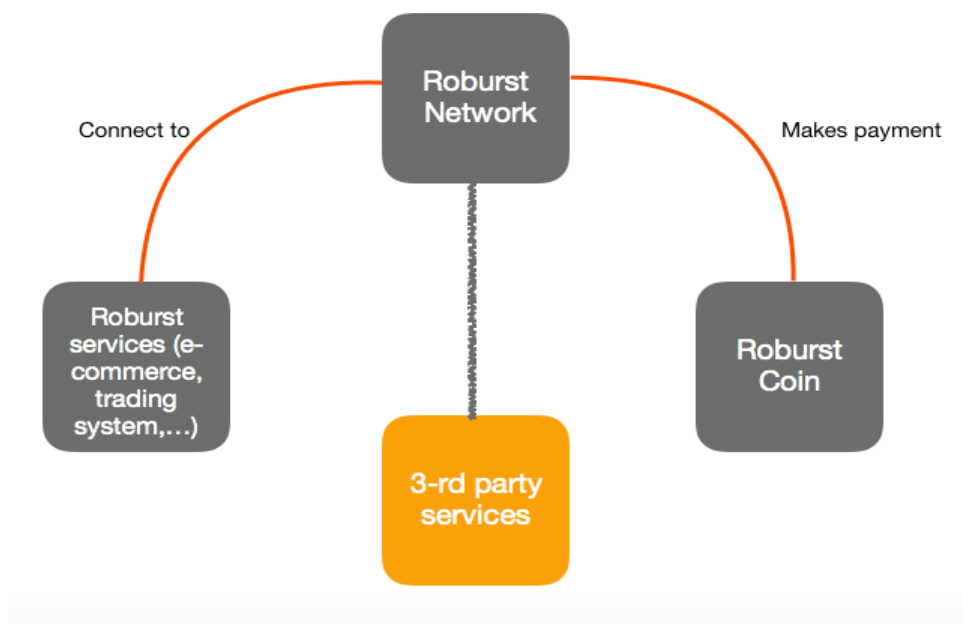 Roburst
Network
Connect to
Makes payment
Roburst
services (e-
commerce,
trading
system,...)
Roburst
Coin
3-rd party
services